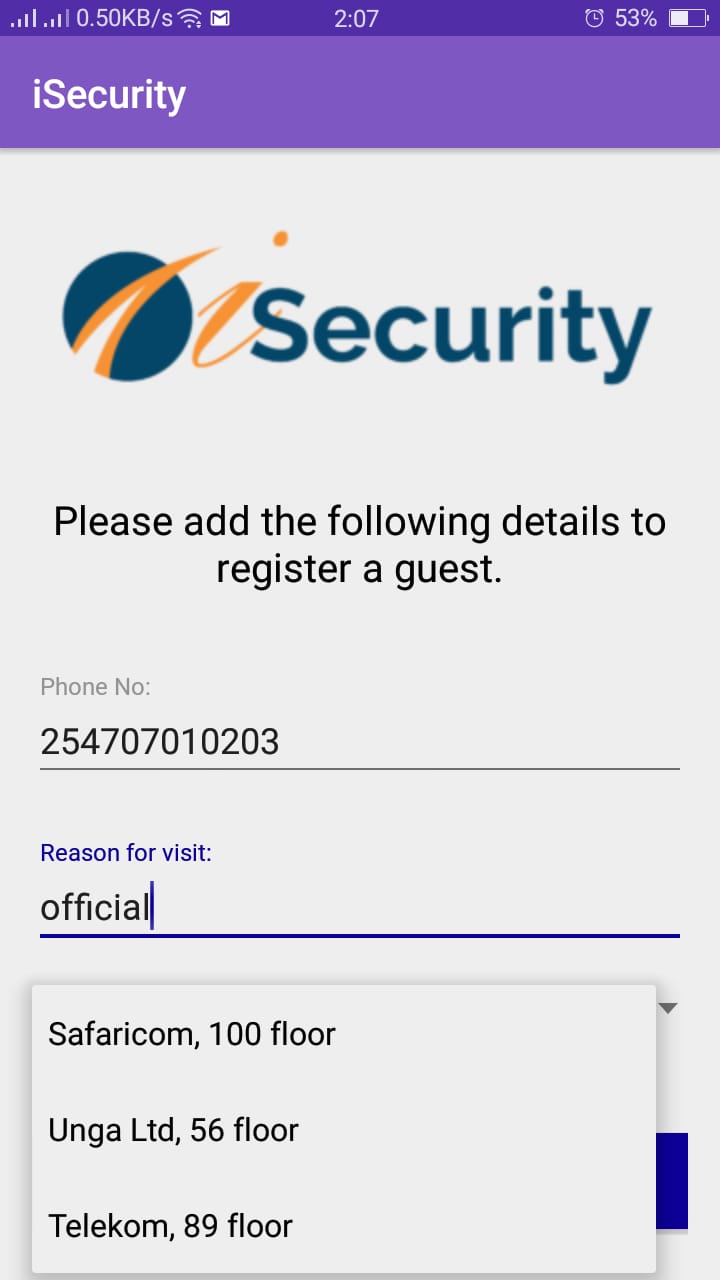 0.50KB/s 2:07 53%
iSecurity
iSecurity
Please add the following details to
register a guest.
Phone No:
254707010203
Reason for visit:
official
Safaricom, 100 floor
Unga Ltd, 56 floor
Telekom, 89 floor